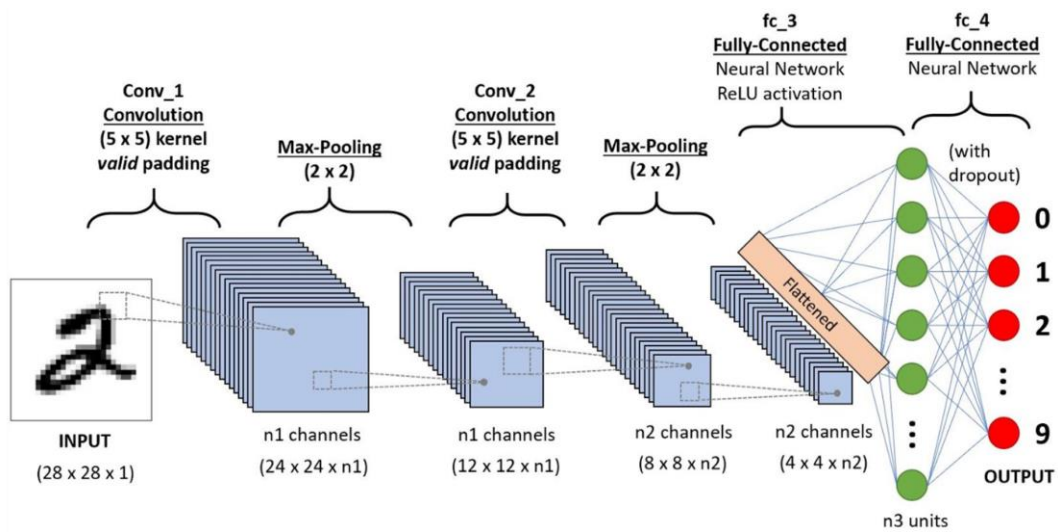 Conv_1
Convolution
(5 x 5) kernel
valid padding
Max-Pooling
(2 x 2)
Conv_2
Convolution
(5 x 5) kernel
valid padding
Max-Pooling
(2 x 2)
fc_3
Fully-Connected
Neural Network
ReLU activation
fc_4
Fully-Connected
Neural Network
(with
dropout)
Flattened
0
1
2
9
OUTPUT
INPUT
(28 x 28 x 1)
n1 channels
(24 x 24 x n1)
n1 channels
(12 x 12 x n1)
n2 channels
(8 x 8 x n2)
n2 channels
(4 x 4 x n2)
n3 units
2